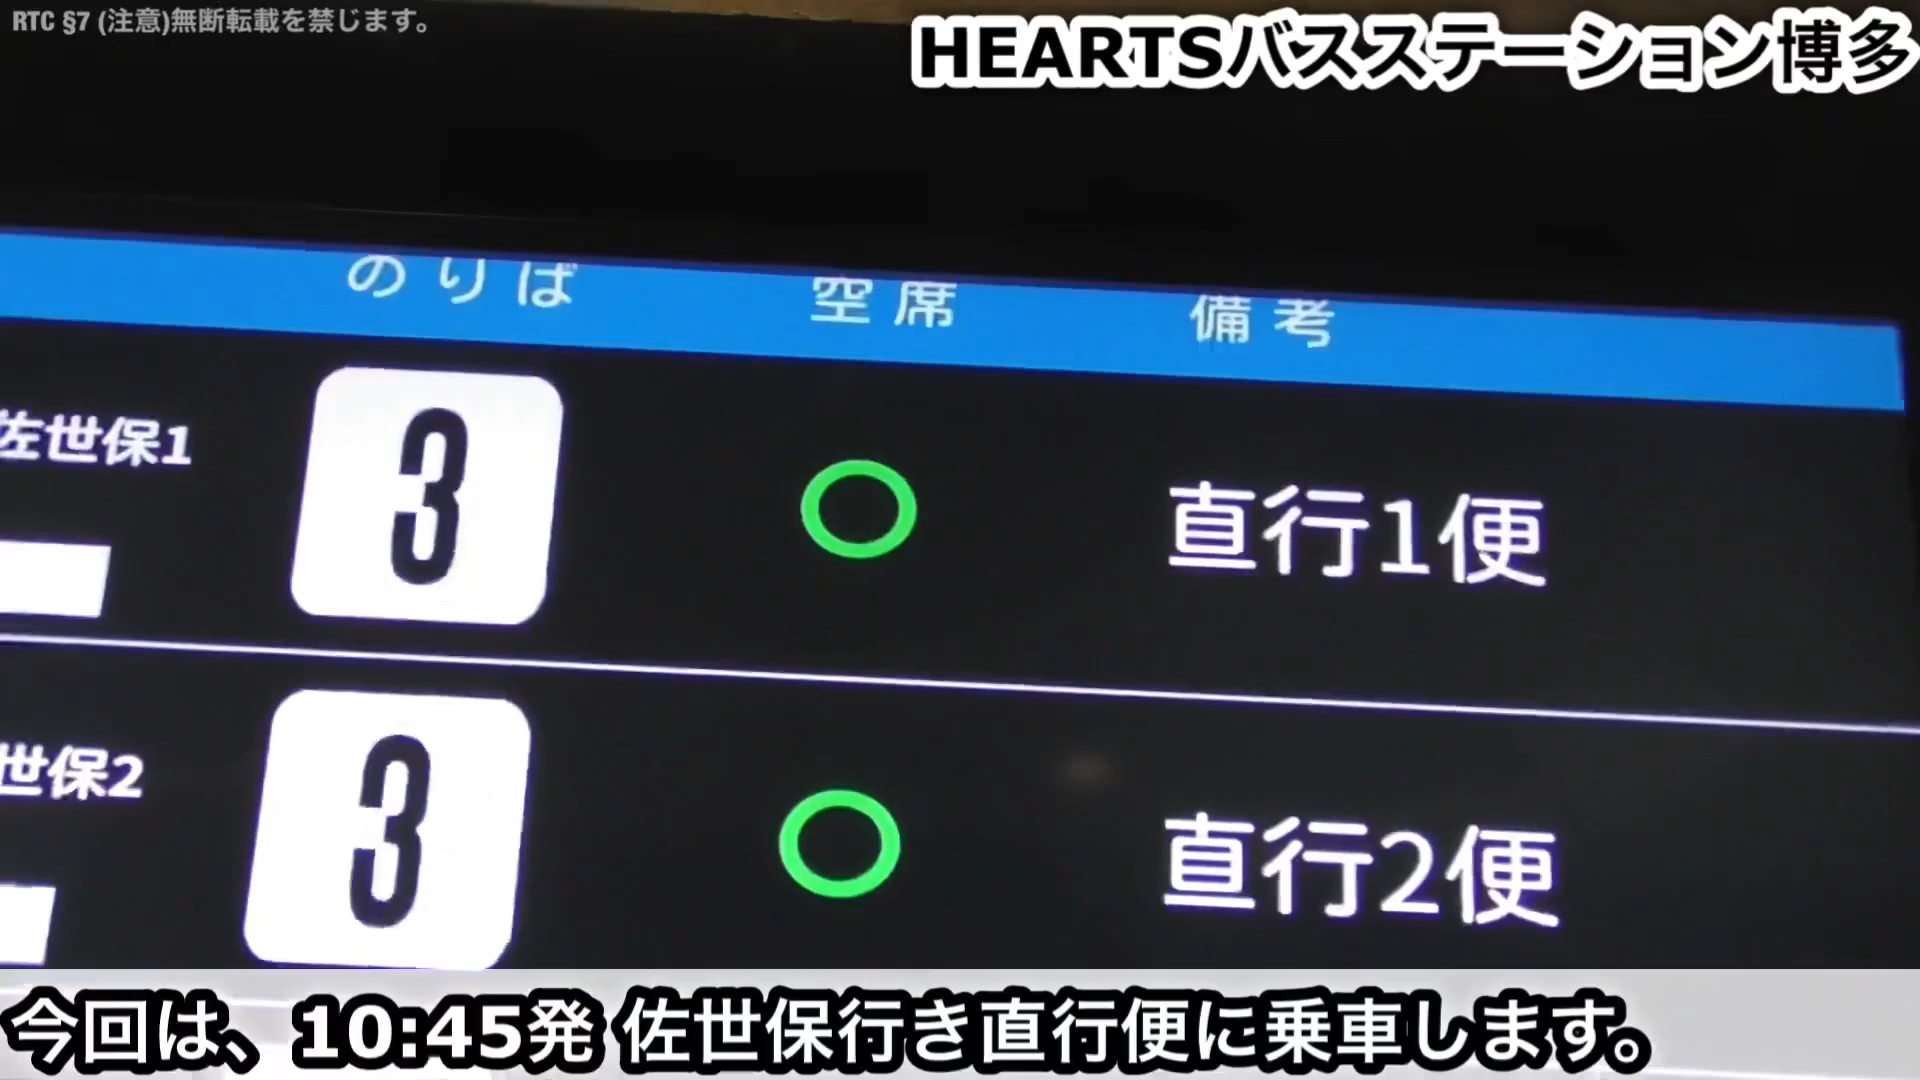 RTC §7 (注意)無断転載を禁じます。
HEARTSバスステーション博多
のりば 空席 備考
佐世保1 3 直行1便
世保2 3 直行2便
今回は、10:45発 佐世保行き直行便に乗車します。